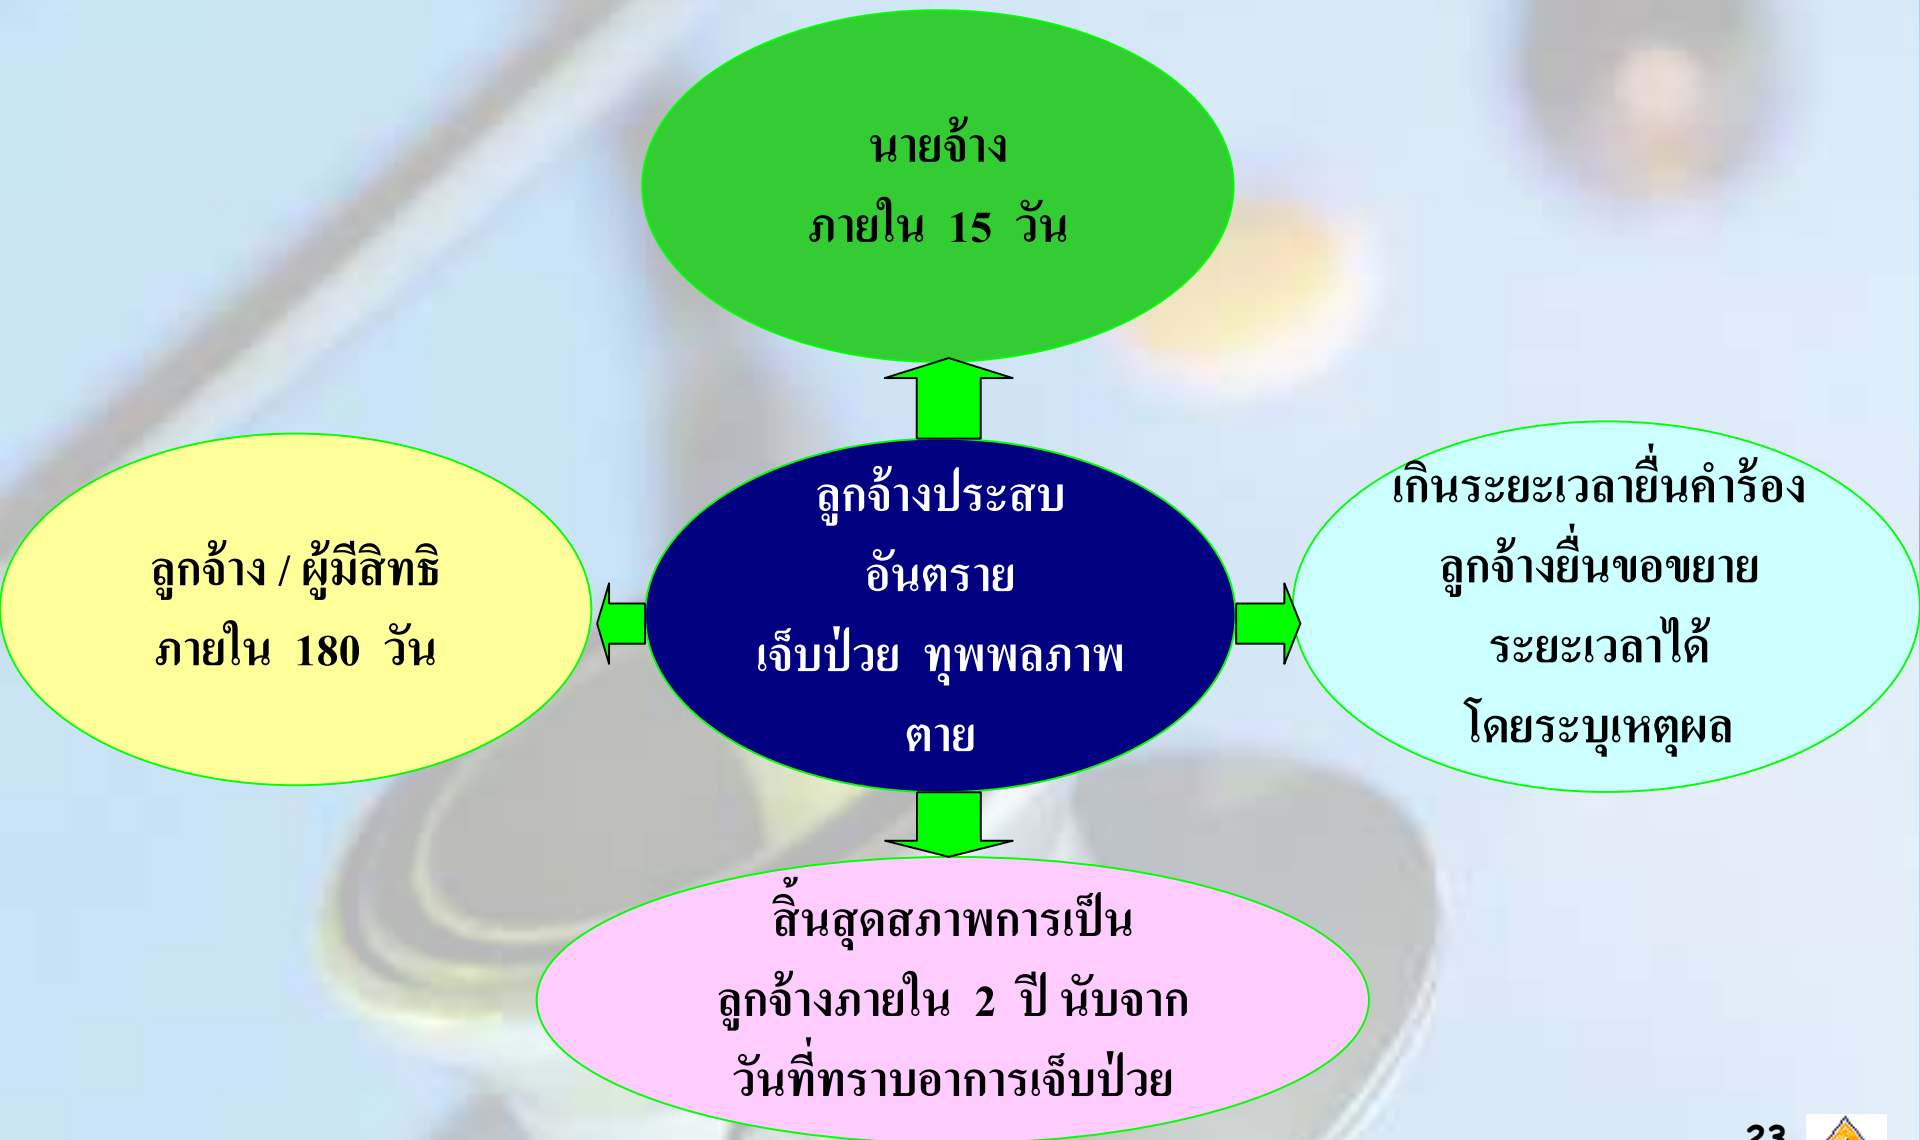 นายจ้าง
ภายใน 15 วัน
ลูกจ้าง / ผู้มีสิทธิ
ภายใน 180 วัน
ลูกจ้างประสบ
อันตราย
เจ็บป่วย ทุพพลภาพ
ตาย
เกินระยะเวลายื่นคำร้อง
ลูกจ้างยื่นขอขยาย
ระยะเวลาได้
โดยระบุเหตุผล
สิ้นสุดสภาพการเป็น
ลูกจ้างภายใน 2 ปี นับจาก
วันที่ทราบอาการเจ็บป่วย
23